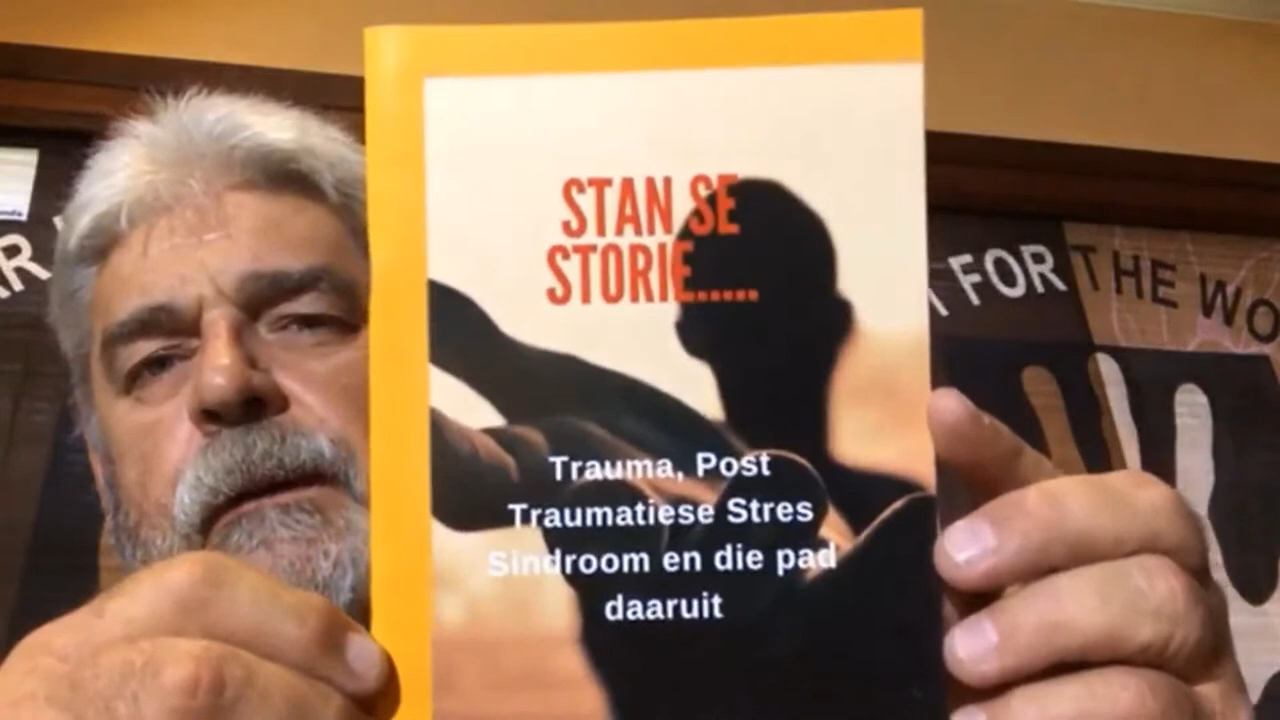 STAN SE
STORIE.....
Trauma, Post
Traumatiese Stres
Sindroom en die pad
daaruit
FOR THE WO